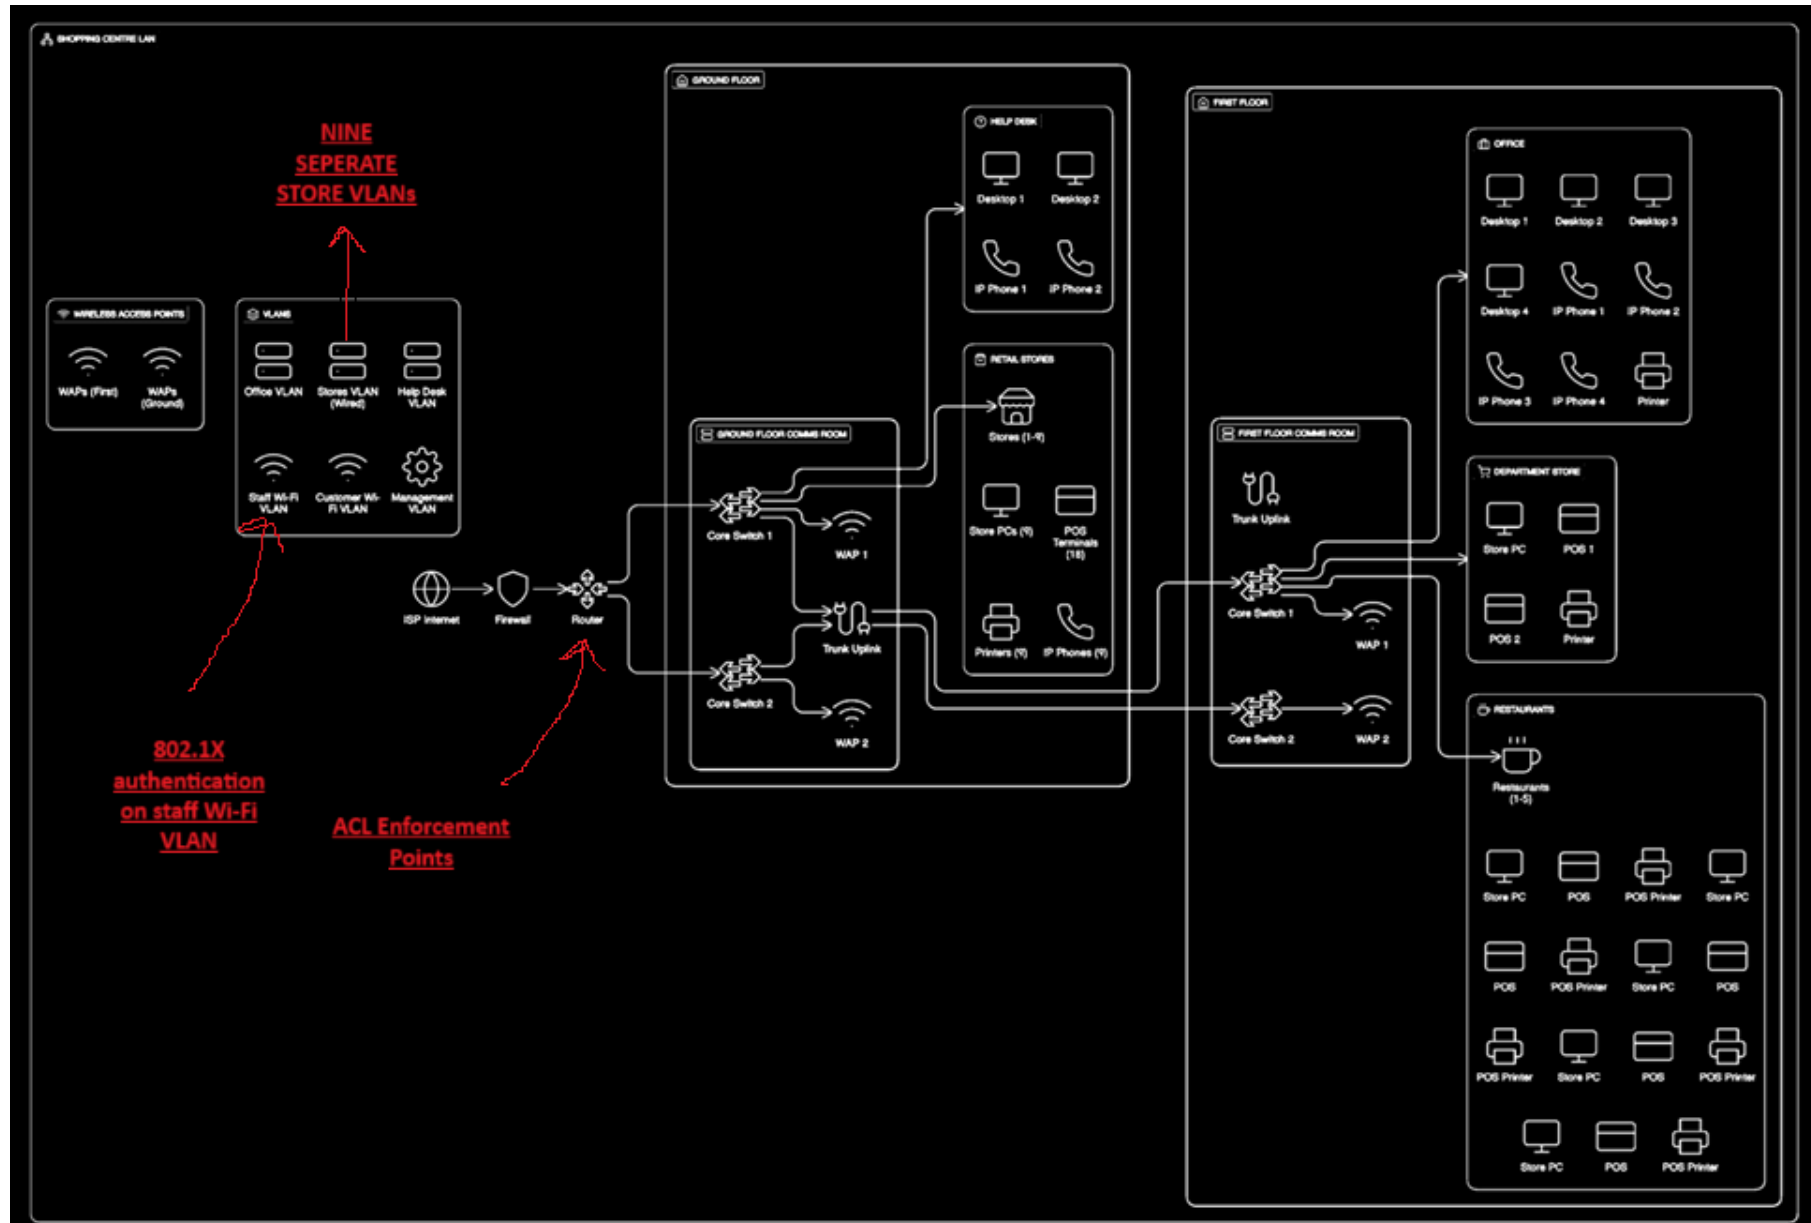 SHOPPING CENTRE LAN
NINE
SEPERATE
STORE VLANs
WIRELESS ACCESS POINTS
WAPs (First)
WAPs
(Ground)
VLANS
Office VLAN
Stores VLAN
(Wired)
Help Desk
VLAN
Staff Wi-Fi
VLAN
Customer Wi-
Fi VLAN
Management
VLAN
802.1X
authentication
on staff Wi-Fi
VLAN
ISP Internet
Firewall
Router
ACL Enforcement
Points
GROUND FLOOR
HELP DESK
Desktop 1
Desktop 2
IP Phone 1
IP Phone 2
RETAIL STORES
Stores (1-9)
Store PCs (9)
POS
Terminals
(18)
Printers (9)
IP Phones (9)
GROUND FLOOR COMMS ROOM
Core Switch 1
WAP 1
Trunk Uplink
Core Switch 2
WAP 2
FIRST FLOOR
FIRST FLOOR COMMS ROOM
Trunk Uplink
Core Switch 1
WAP 1
Core Switch 2
WAP 2
OFFICE
Desktop 1
Desktop 2
Desktop 3
Desktop 4
IP Phone 1
IP Phone 2
IP Phone 3
IP Phone 4
Printer
DEPARTMENT STORE
Store PC
POS 1
POS 2
Printer
RESTAURANTS
Restaurants
(1-5)
Store PC
POS
POS Printer
Store PC
POS
POS Printer
Store PC
POS
POS Printer
Store PC
POS
POS Printer
Store PC
POS
POS Printer